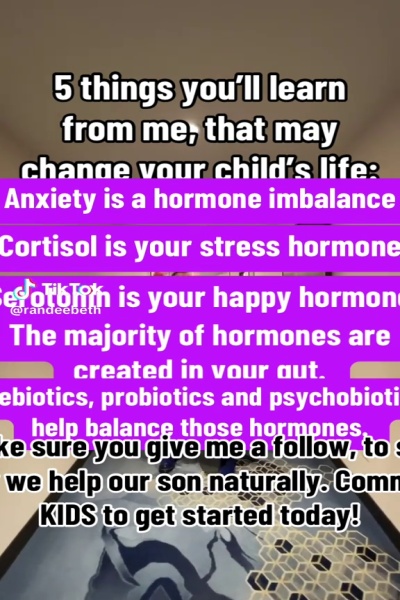 5 things you'll learn
from me, that may
change your child's life:
Anxiety is a hormone imbalance
Cortisol is your stress hormone
TikTok
@randeebeth
is your happy
The majority of hormones are
created in your gut.
probiotics and
help balance those hormones.
sure you give me a follow, to
we help our son naturally.
KIDS to get started today!